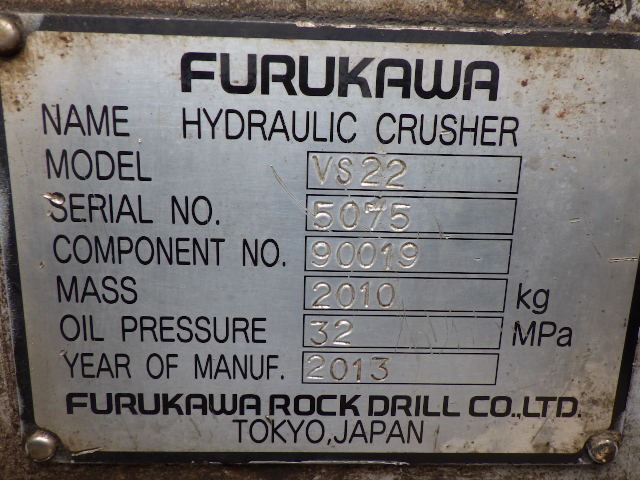 FURUKAWA
NAME HYDRAULIC CRUSHER
MODEL VS22
SERIAL NO. 5075
COMPONENT NO. 90019
MASS 2010 kg
OIL PRESSURE 32 MPa
YEAR OF MANUF. 2013
FURUKAWA ROCK DRILL CO.,LTD.
TOKYO,JAPAN